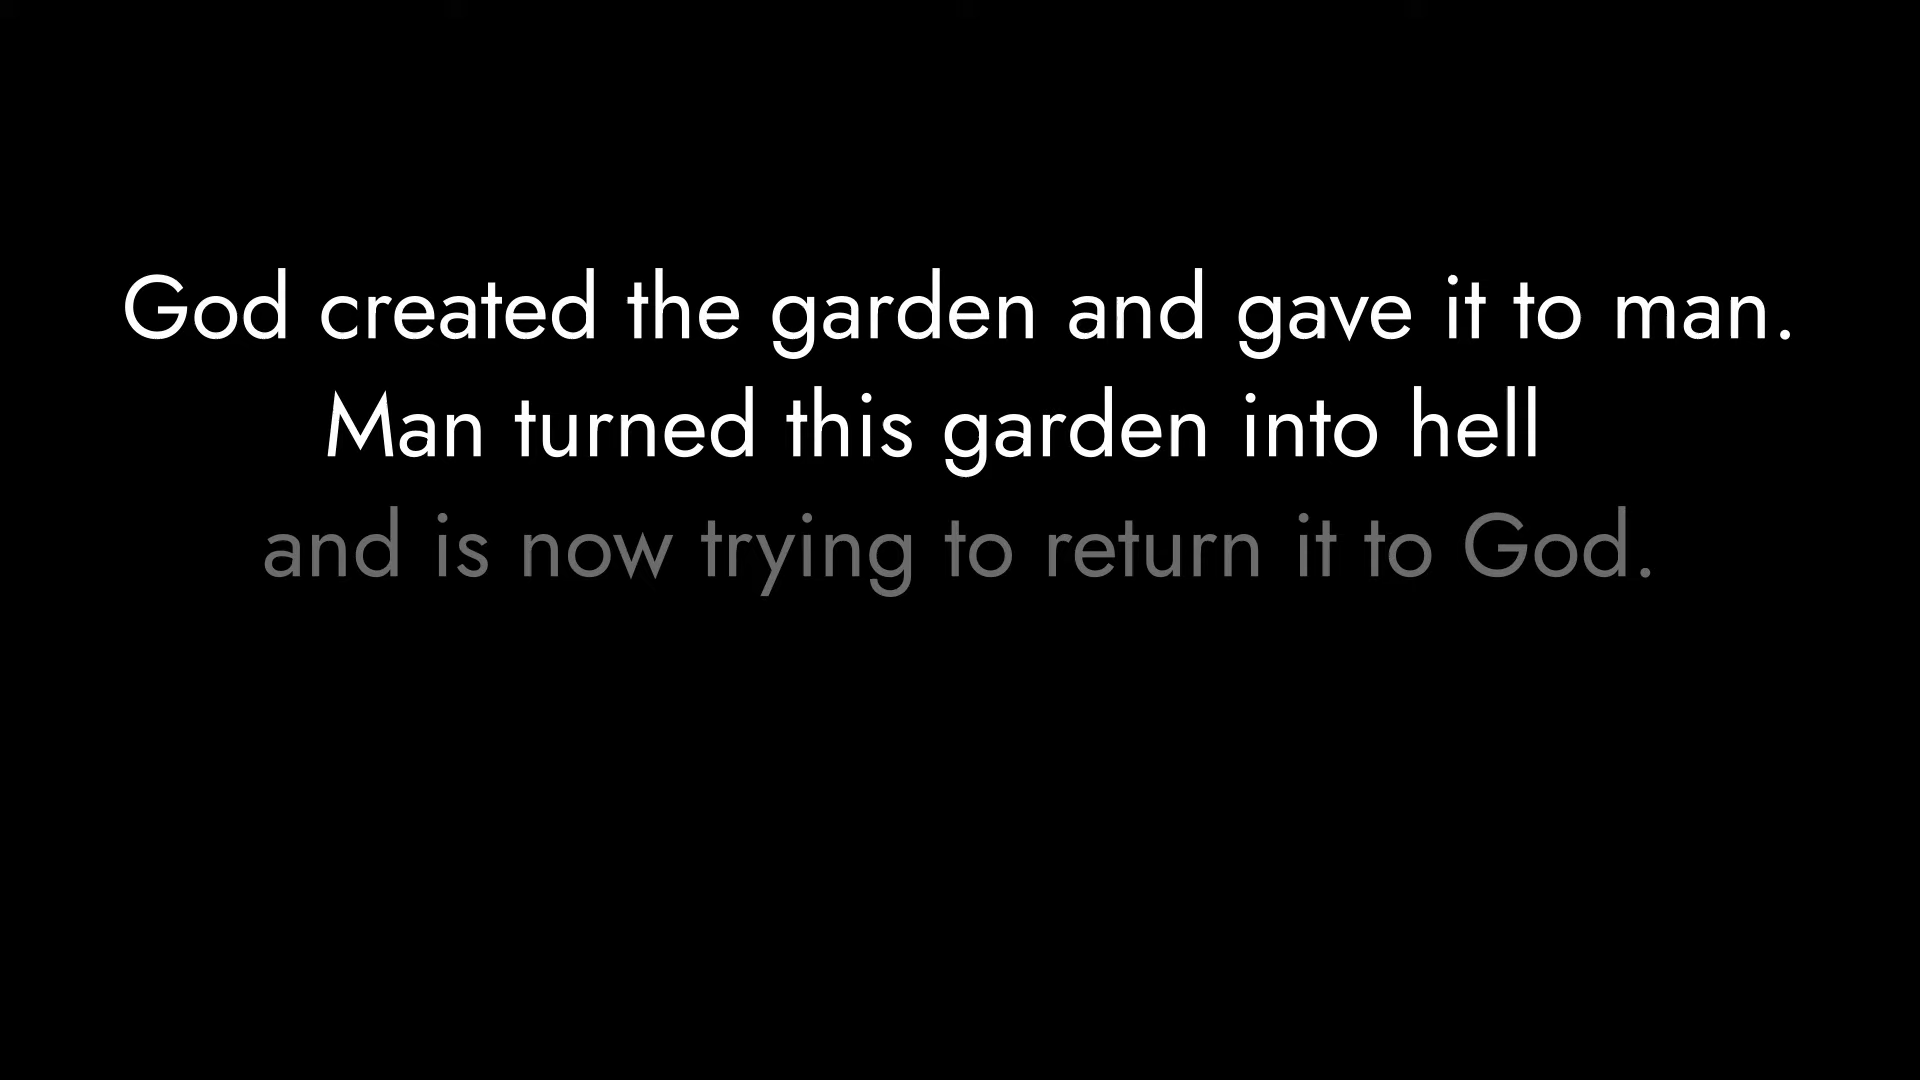 God created the garden and gave it to man.
Man turned this garden into hell
and is now trying to return it to God.